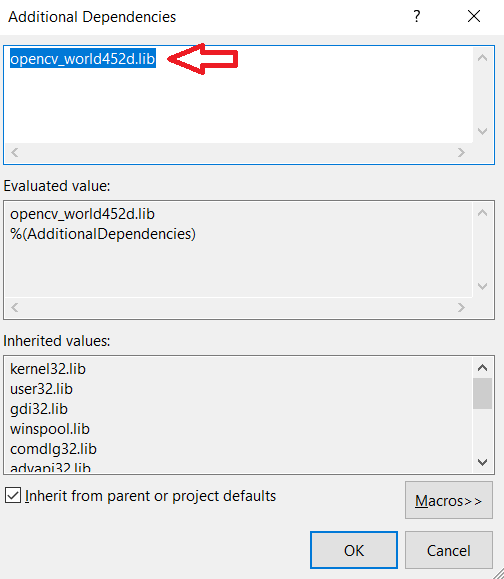 Additional Dependencies
?
opencv_world452d.lib
Evaluated value:
opencv_world452d.lib
%(AdditionalDependencies)
Inherited values:
kernel32.lib
user32.lib
gdi32.lib
winspool.lib
comdlg32.lib
advapi32.lib
Inherit from parent or project defaults
Macros>>
OK
Cancel